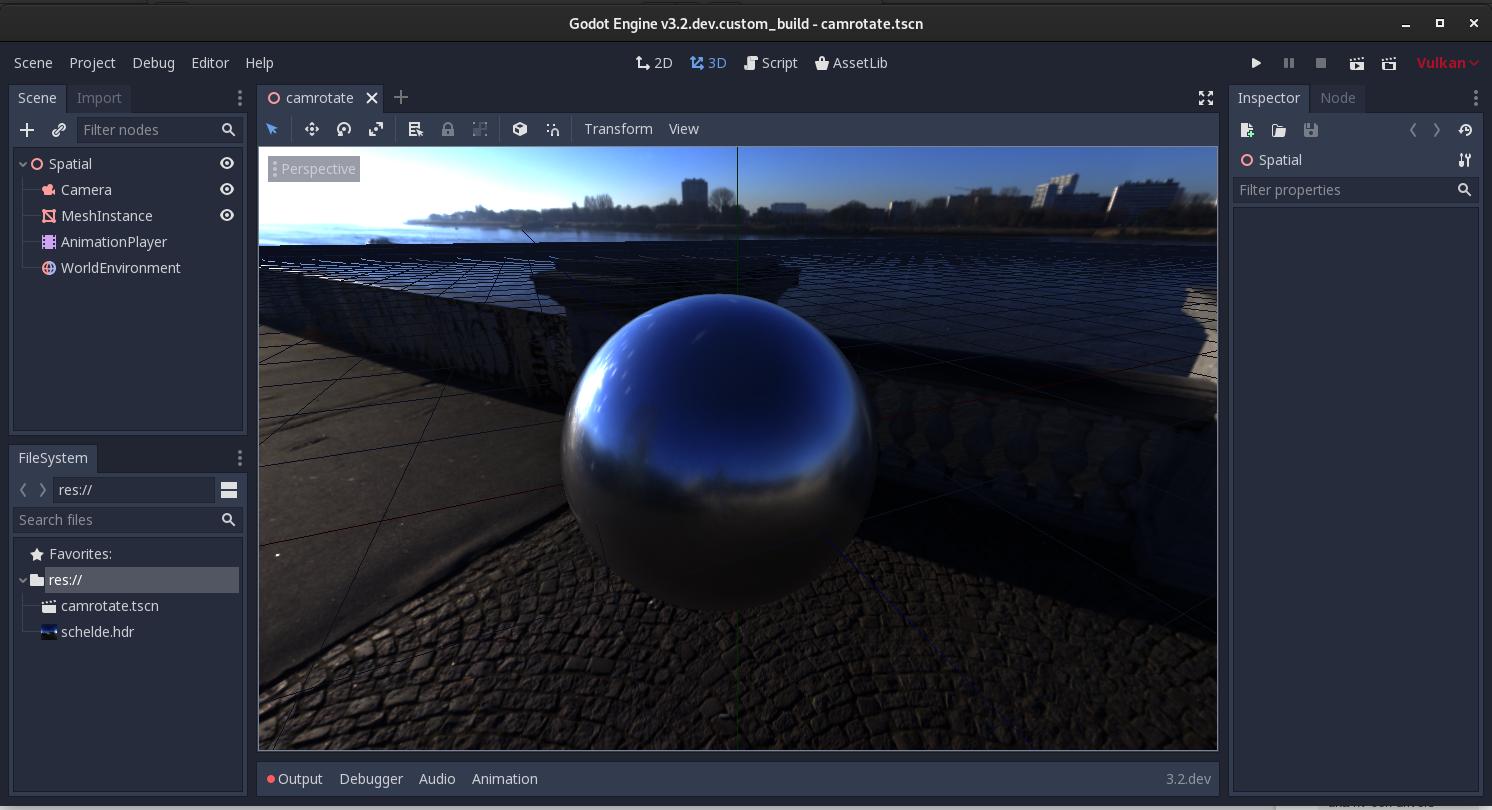 Godot Engine v3.2.dev.custom_build - camrotate.tscn
Scene Project Debug Editor Help 2D 3D Script AssetLib Vulkan
Scene Import
Filter nodes
Spatial
Camera
MeshInstance
AnimationPlayer
WorldEnvironment
FileSystem
res://
Search files
Favorites:
res://
camrotate.tscn
schelde.hdr
camrotate
Transform View
Perspective
Output Debugger Audio Animation 3.2.dev
Inspector Node
Spatial
Filter properties